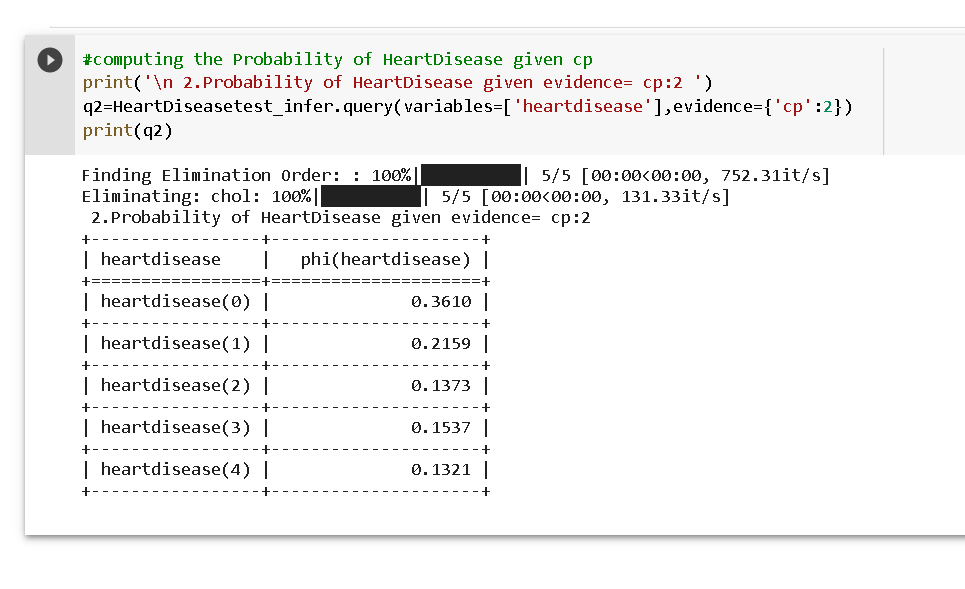 #computing the Probability of HeartDisease given cp
print('\n 2.Probability of HeartDisease given evidence= cp:2 ')
q2=HeartDiseasetest_infer.query(variables=['heartdisease'],evidence={'cp':2})
print(q2)
Finding Elimination Order: : 100%|██████████| 5/5 [00:00<00:00, 752.31it/s]
Eliminating: chol: 100%|██████████| 5/5 [00:00<00:00, 131.33it/s]
 2.Probability of HeartDisease given evidence= cp:2
+-----------------+---------------------+
| heartdisease    |   phi(heartdisease) |
+=================+=====================+
| heartdisease(0) |              0.3610 |
+-----------------+---------------------+
| heartdisease(1) |              0.2159 |
+-----------------+---------------------+
| heartdisease(2) |              0.1373 |
+-----------------+---------------------+
| heartdisease(3) |              0.1537 |
+-----------------+---------------------+
| heartdisease(4) |              0.1321 |
+-----------------+---------------------+